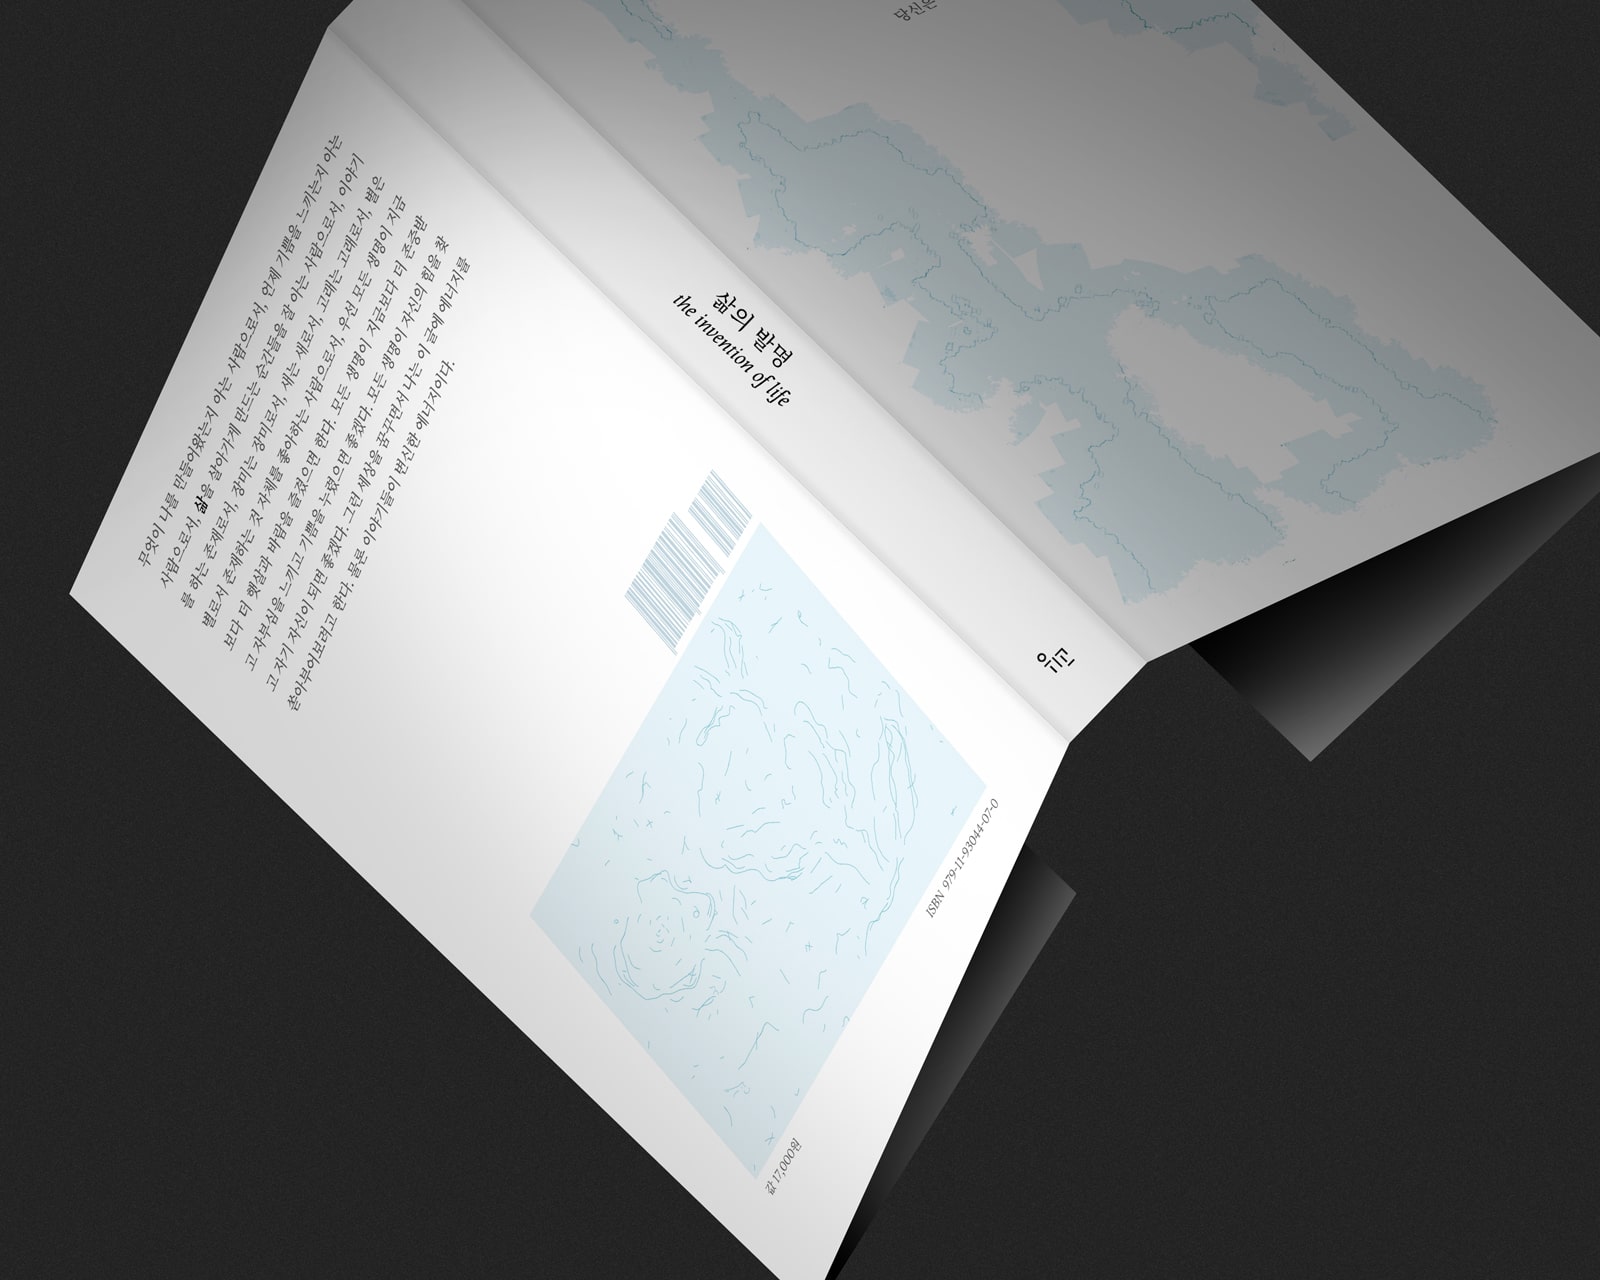 당신은
삶의 발명
the invention of life
위고
무엇이 나를 만들어왔는지 아는 사람으로서, 언제 기쁨을 느끼는지 아는
사람으로서, 삶을 살아가게 만드는 순간들을 잘 아는 사람으로서, 이야기
를 하는 존재로서, 장미는 장미로서, 새는 새로서, 고래는 고래로서, 별은
별로서 존재하는 것 자체를 좋아하는 사람으로서, 우선 모든 생명이 지금
보다 더 햇살과 바람을 즐겼으면 한다. 모든 생명이 지금보다 더 존중받
고 자부심을 느끼고 기쁨을 누렸으면 좋겠다. 모든 생명이 자신의 힘을 찾
고 자기 자신이 되면 좋겠다. 그런 세상을 꿈꾸면서 나는 이 글에 에너지를
쏟아부어보려고 한다. 물론 이야기들이 변신한 에너지이다.
ISBN 979-11-93044-07-0
값 17,000원